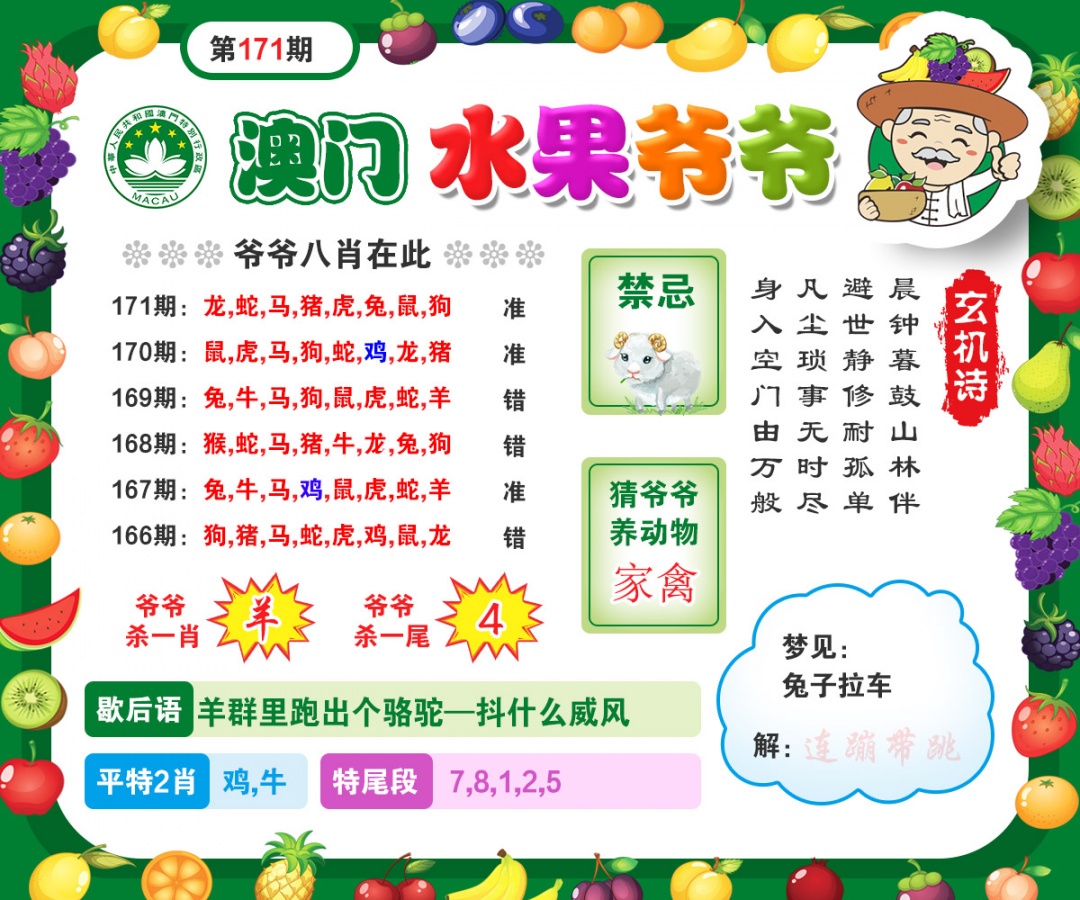 第171期
中華人民共和國澳門特別行政區
MACAU
澳门 水果爷爷
爷爷八肖在此
171期：龙,蛇,马,猪,虎,兔,鼠,狗 准
170期：鼠,虎,马,狗,蛇,鸡,龙,猪 准
169期：兔,牛,马,狗,鼠,虎,蛇,羊 错
168期：猴,蛇,马,猪,牛,龙,兔,狗 错
167期：兔,牛,马,鸡,鼠,虎,蛇,羊 准
166期：狗,猪,马,蛇,虎,鸡,鼠,龙 错
爷爷
杀一肖
羊
爷爷
杀一尾
4
禁忌
猜爷爷
养动物
家禽
玄机诗
晨钟暮鼓山林伴
避世静修耐孤单
凡尘琐事无时尽
身入空门由万般
歇后语 羊群里跑出个骆驼—抖什么威风
平特2肖 鸡,牛
特尾段 7,8,1,2,5
梦见：
兔子拉车
解：连蹦带跳